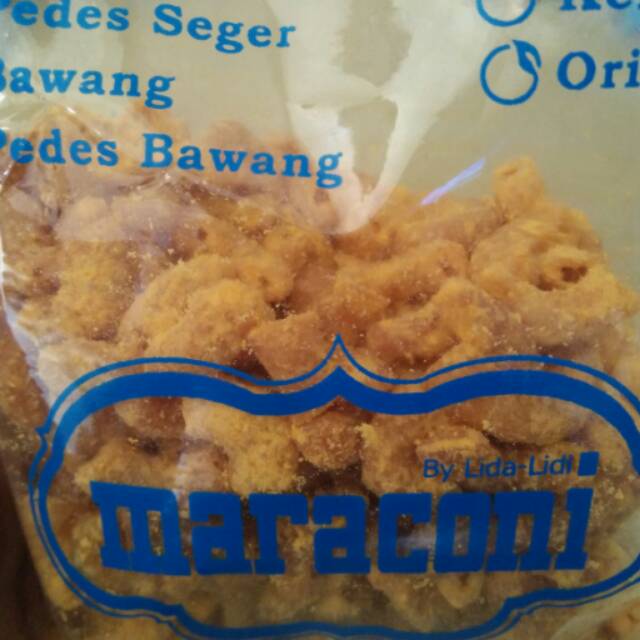 Pedes Seger
Bawang
Pedes Bawang
Ori
By Lida-Lidi
maraconi